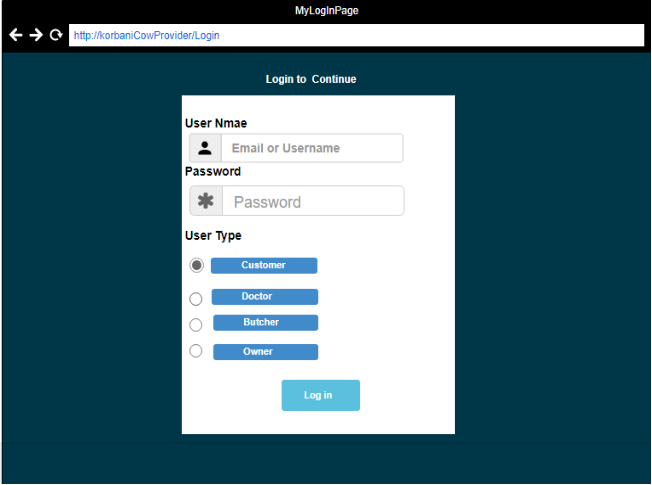 MyLogInPage
http://korbaniCowProvider/Login
Login to Continue
User Nmae
Email or Username
Password
Password
User Type
Customer
Doctor
Butcher
Owner
Log in